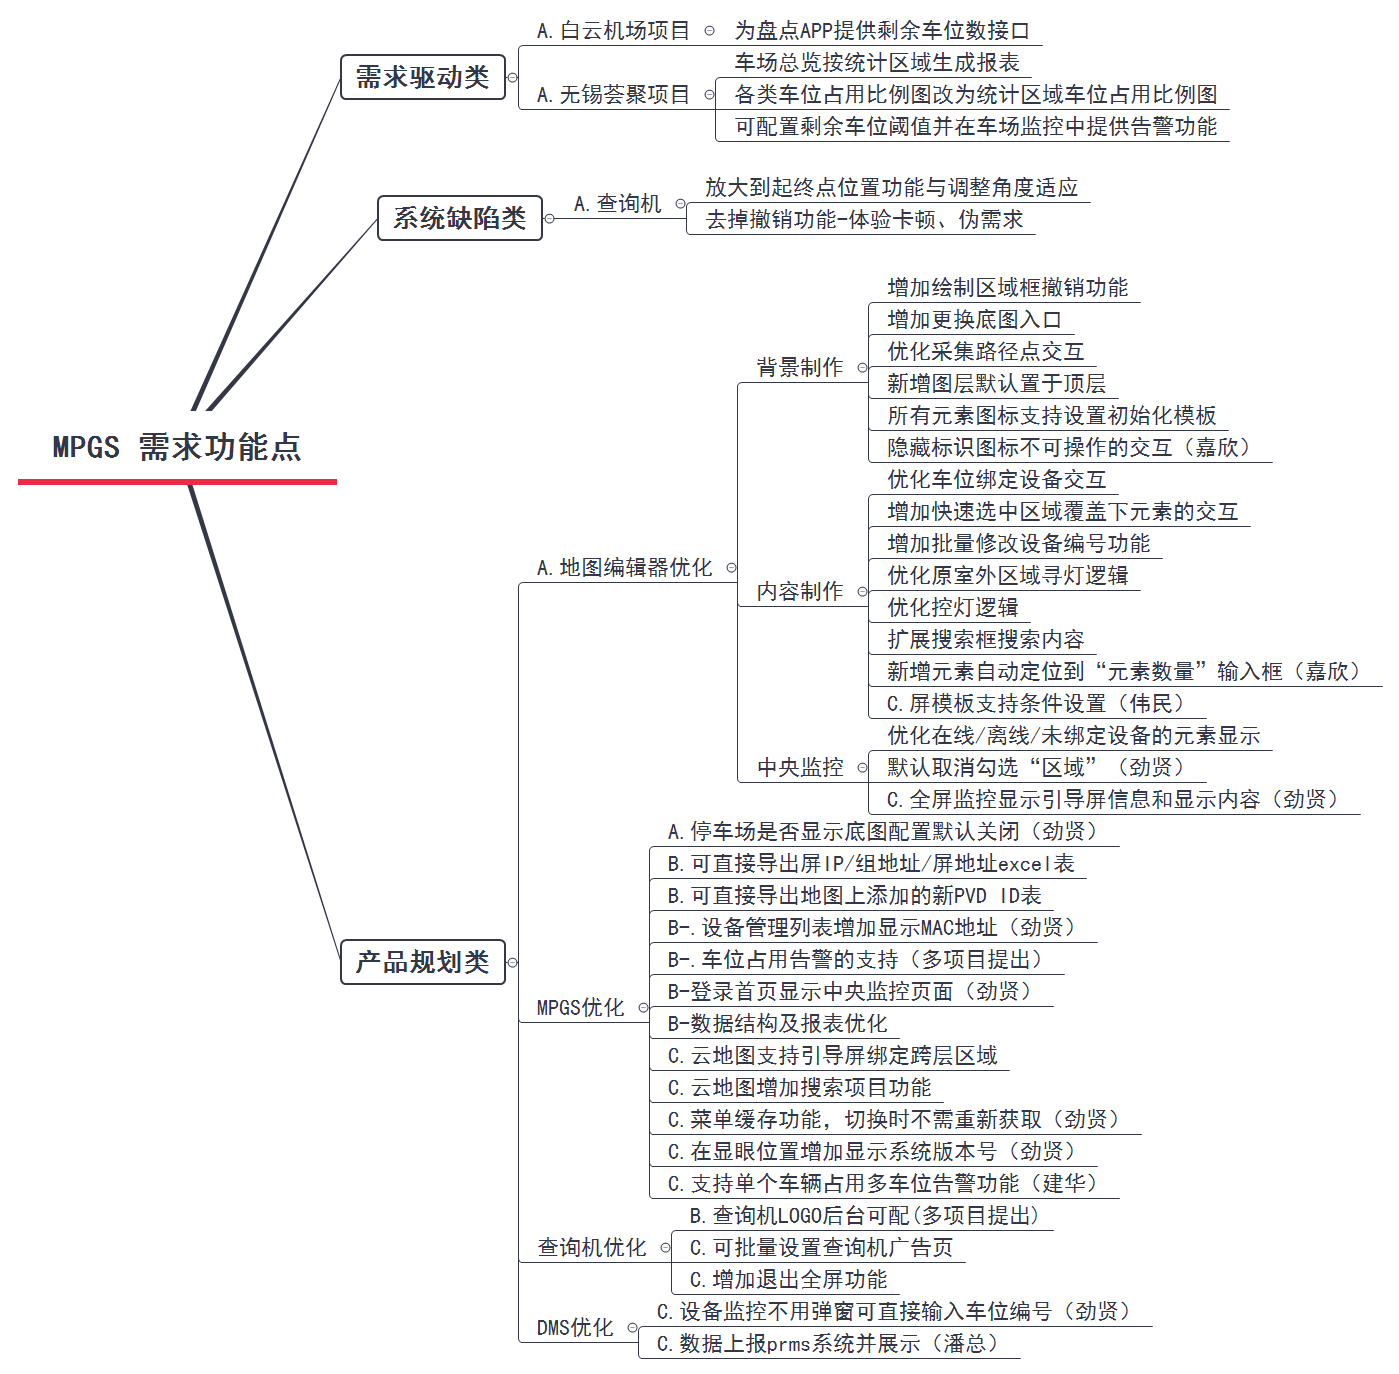 MPGS 需求功能点
需求驱动类
A. 白云机场项目
为盘点APP提供剩余车位数接口
A. 无锡荟聚项目
车场总览按统计区域生成报表
各类车位占用比例图改为统计区域车位占用比例图
可配置剩余车位阈值并在车场监控中提供告警功能
系统缺陷类
A. 查询机
放大到起终点位置功能与调整角度适应
去掉撤销功能-体验卡顿、伪需求
产品规划类
A. 地图编辑器优化
背景制作
增加绘制区域框撤销功能
增加更换底图入口
优化采集路径点交互
新增图层默认置于顶层
所有元素图标支持设置初始化模板
隐藏标识图标不可操作的交互（嘉欣）
内容制作
优化车位绑定设备交互
增加快速选中区域覆盖下元素的交互
增加批量修改设备编号功能
优化原室外区域寻灯逻辑
优化控灯逻辑
扩展搜索框搜索内容
新增元素自动定位到“元素数量”输入框（嘉欣）
C. 屏模板支持条件设置（伟民）
中央监控
优化在线/离线/未绑定设备的元素显示
默认取消勾选“区域”（劲贤）
C. 全屏监控显示引导屏信息和显示内容（劲贤）
MPGS优化
A. 停车场是否显示底图配置默认关闭（劲贤）
B. 可直接导出屏IP/组地址/屏地址excel表
B. 可直接导出地图上添加的新PVD ID表
B-. 设备管理列表增加显示MAC地址（劲贤）
B-. 车位占用告警的支持（多项目提出）
B-登录首页显示中央监控页面（劲贤）
B-数据结构及报表优化
C. 云地图支持引导屏绑定跨层区域
C. 云地图增加搜索项目功能
C. 菜单缓存功能，切换时不需重新获取（劲贤）
C. 在显眼位置增加显示系统版本号（劲贤）
C. 支持单个车辆占用多车位告警功能（建华）
查询机优化
B. 查询机LOGO后台可配(多项目提出)
C. 可批量设置查询机广告页
C. 增加退出全屏功能
DMS优化
C. 设备监控不用弹窗可直接输入车位编号（劲贤）
C. 数据上报prms系统并展示（潘总）